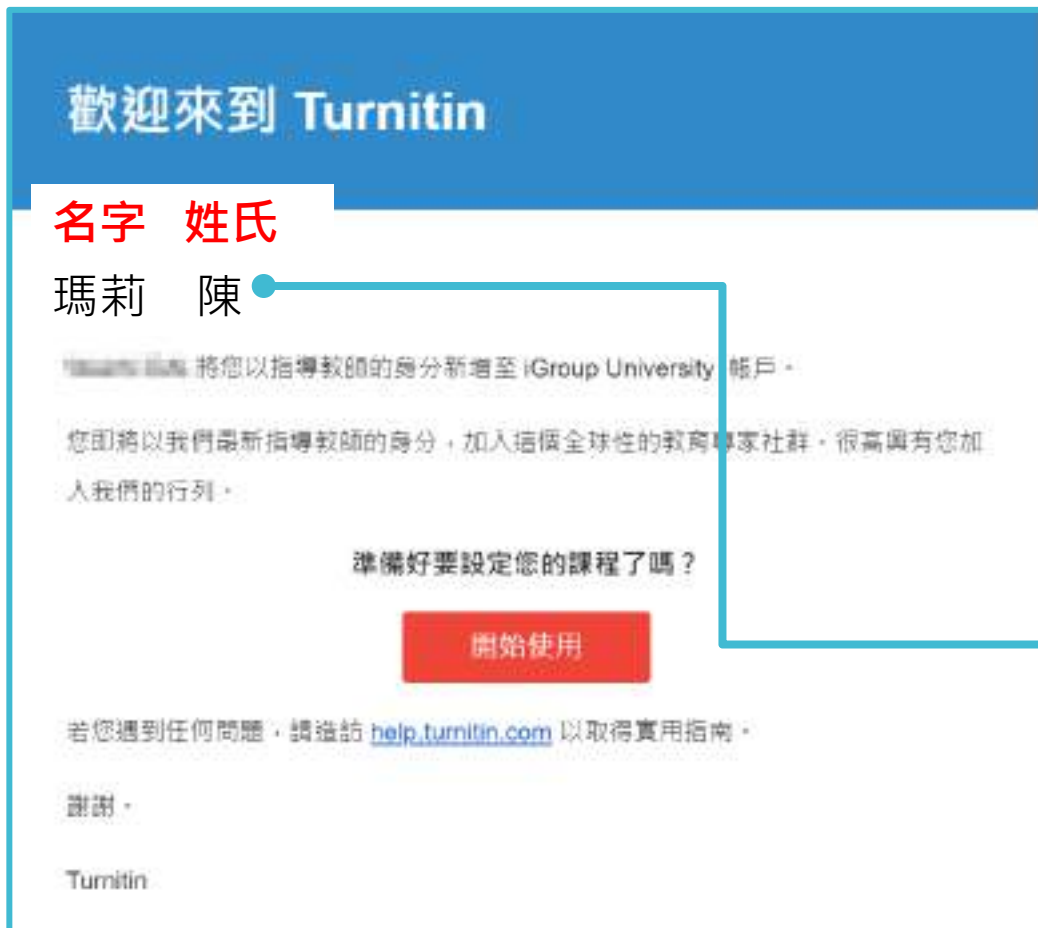 歡迎來到 Turnitin
名字 姓氏
瑪莉 陳
將您以指導教師的身分新增至 iGroup University 帳戶。
您即將以我們最新指導教師的身分，加入這個全球性的教育專家社群。很高興有您加
入我們的行列。
準備好要設定您的課程了嗎？
開始使用
若您遇到任何問題，請造訪 help.turnitin.com 以取得實用指南。
謝謝。
Turnitin